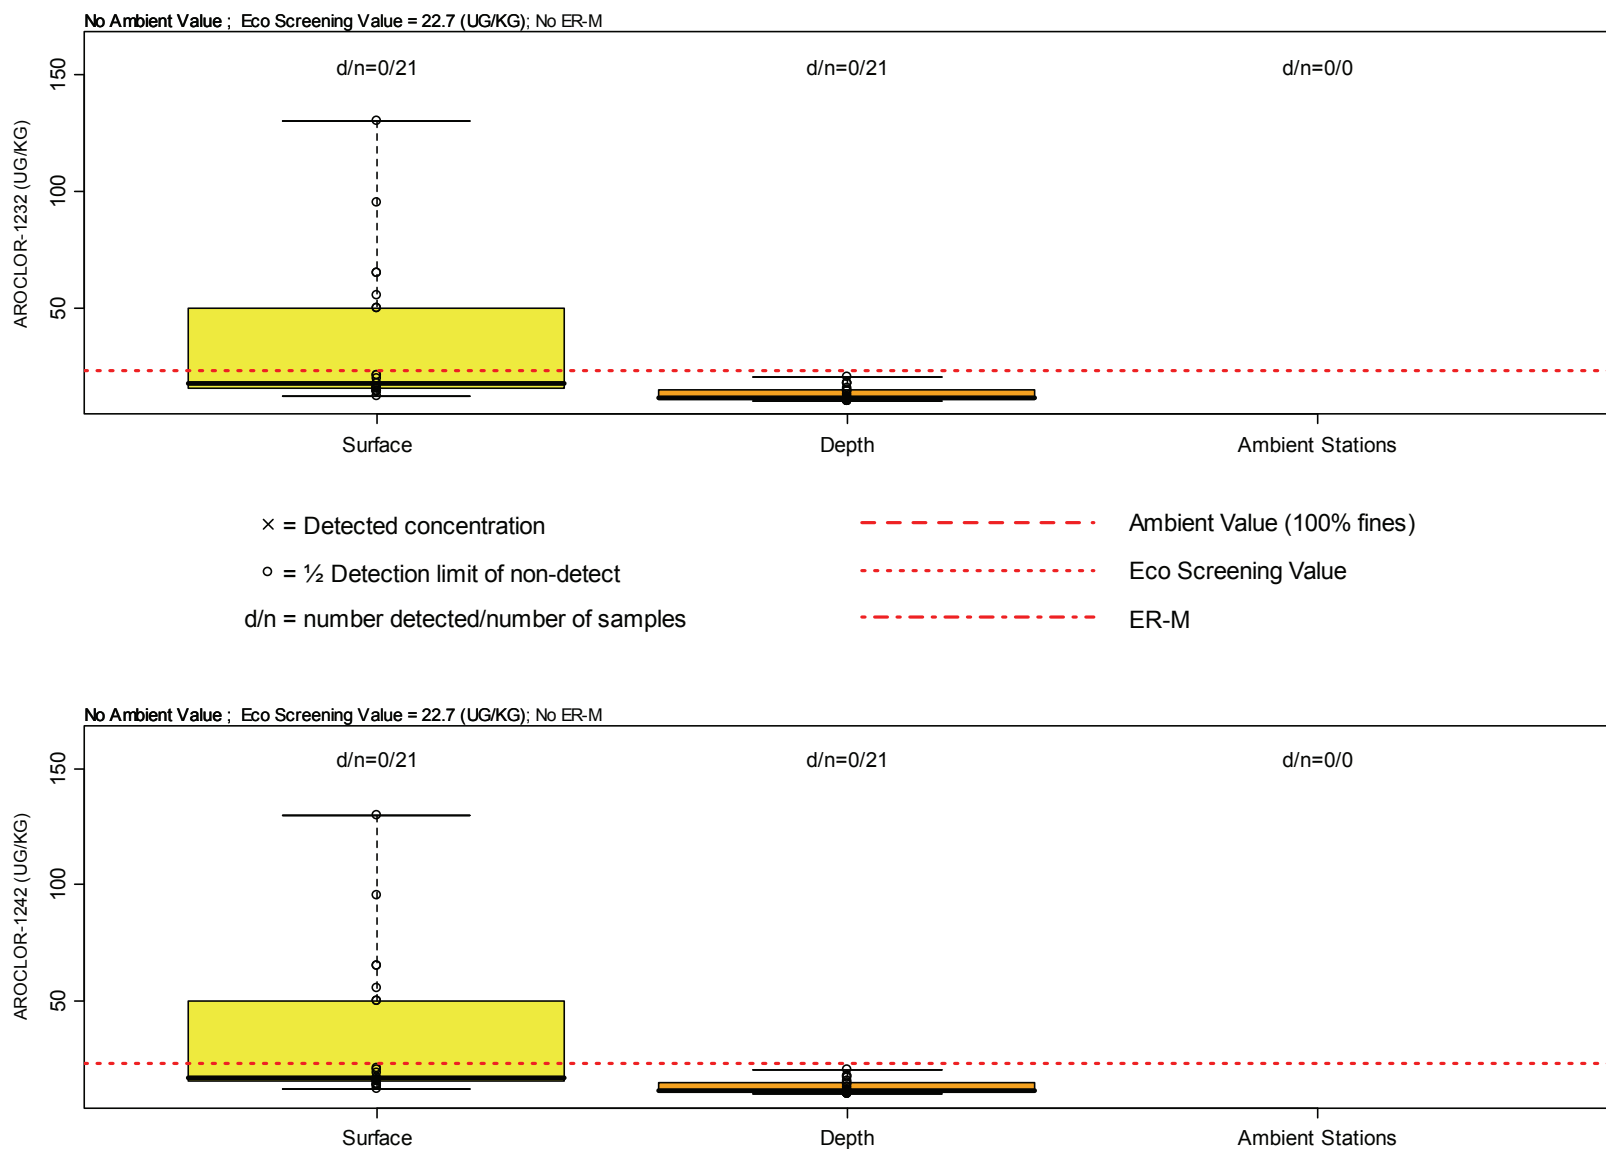 No Ambient Value ;  Eco Screening Value = 22.7 (UG/KG); No ER-M
d/n=0/21 d/n=0/21 d/n=0/0
AROCLOR-1232 (UG/KG)
150
100
50
Surface Depth Ambient Stations
× = Detected concentration
Ambient Value (100% fines)
○ = ½ Detection limit of non-detect
Eco Screening Value
d/n = number detected/number of samples
ER-M
No Ambient Value ;  Eco Screening Value = 22.7 (UG/KG); No ER-M
d/n=0/21 d/n=0/21 d/n=0/0
AROCLOR-1242 (UG/KG)
150
100
50
Surface Depth Ambient Stations